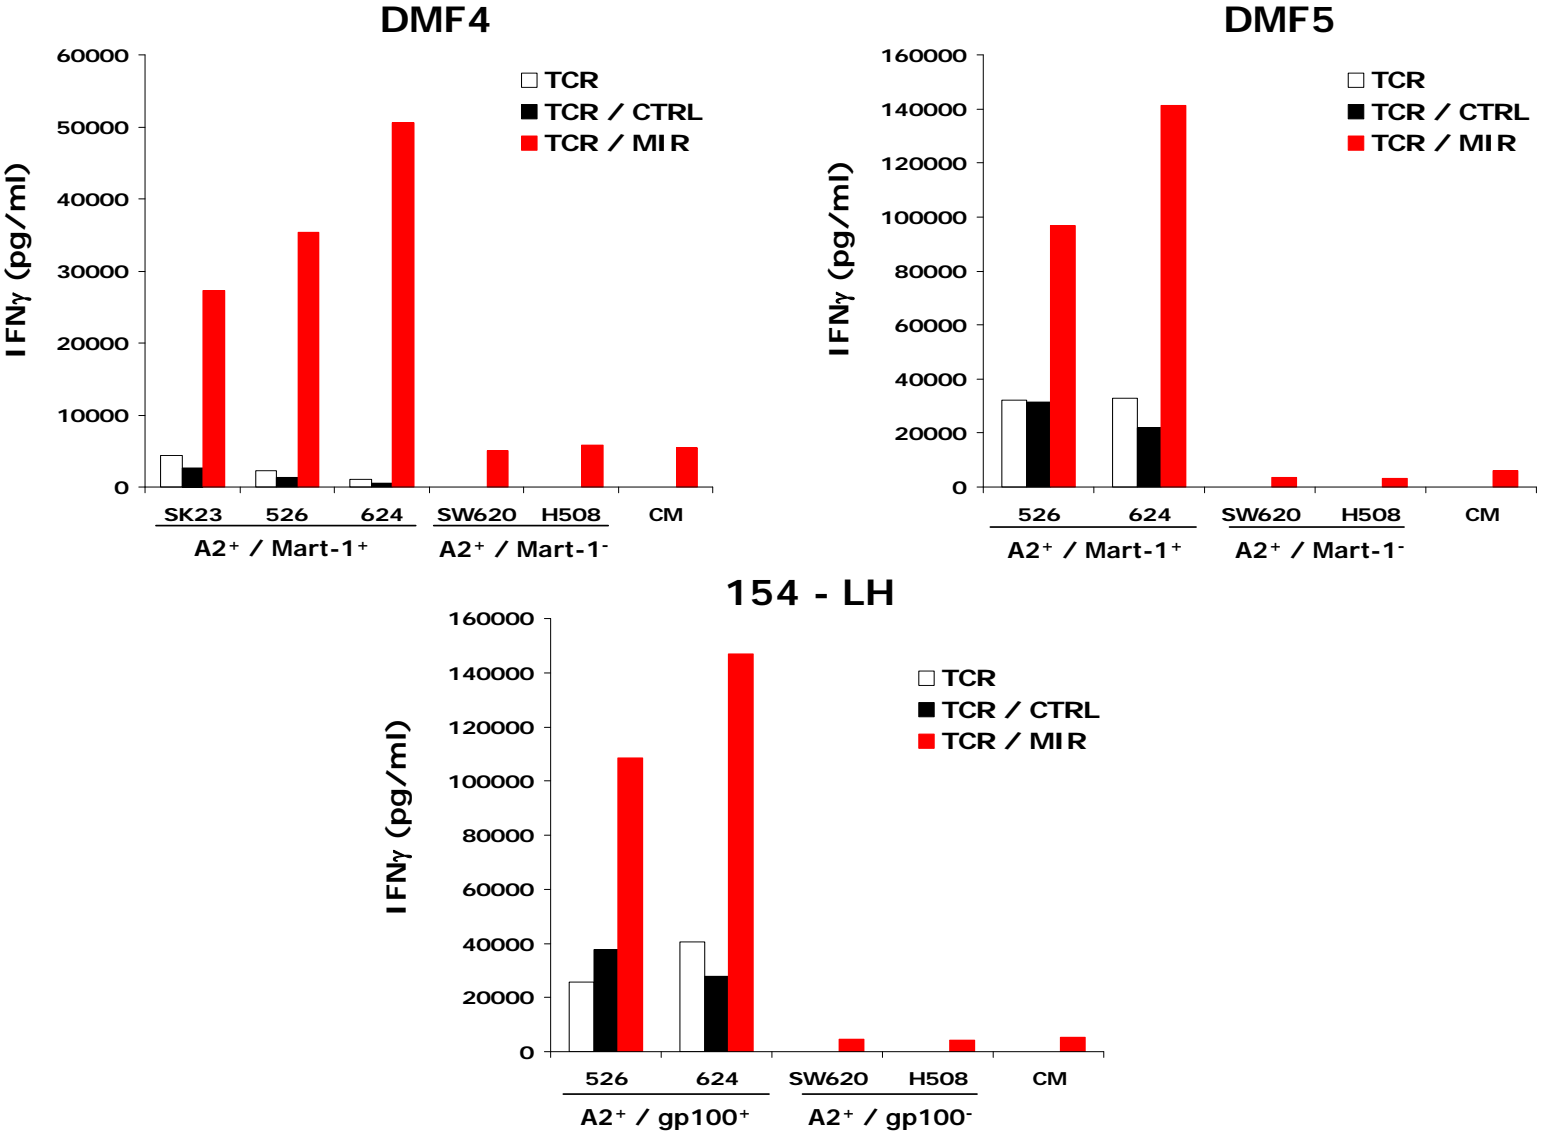 DMF4
60000
50000
40000
30000
20000
10000
0
IFNγ (pg/ml)
TCR
TCR / CTRL
TCR / MIR
SK23 526 624 SW620 H508 CM
A2+ / Mart-1+ A2+ / Mart-1-
DMF5
160000
140000
120000
100000
80000
60000
40000
20000
0
IFNγ (pg/ml)
TCR
TCR / CTRL
TCR / MIR
526 624 SW620 H508 CM
A2+ / Mart-1+ A2+ / Mart-1-
154 - LH
160000
140000
120000
100000
80000
60000
40000
20000
0
IFNγ (pg/ml)
TCR
TCR / CTRL
TCR / MIR
526 624 SW620 H508 CM
A2+ / gp100+ A2+ / gp100-